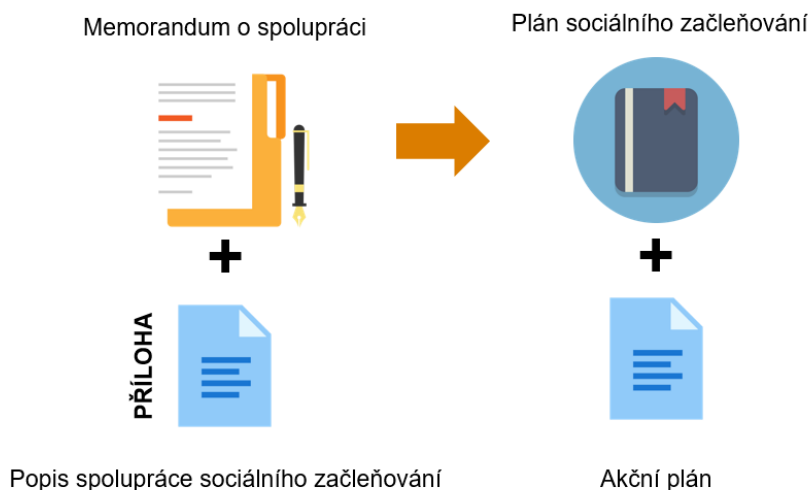 Memorandum o spolupráci
Plán sociálního začleňování
+
+
PŘÍLOHA
Popis spolupráce sociálního začleňování
Akční plán